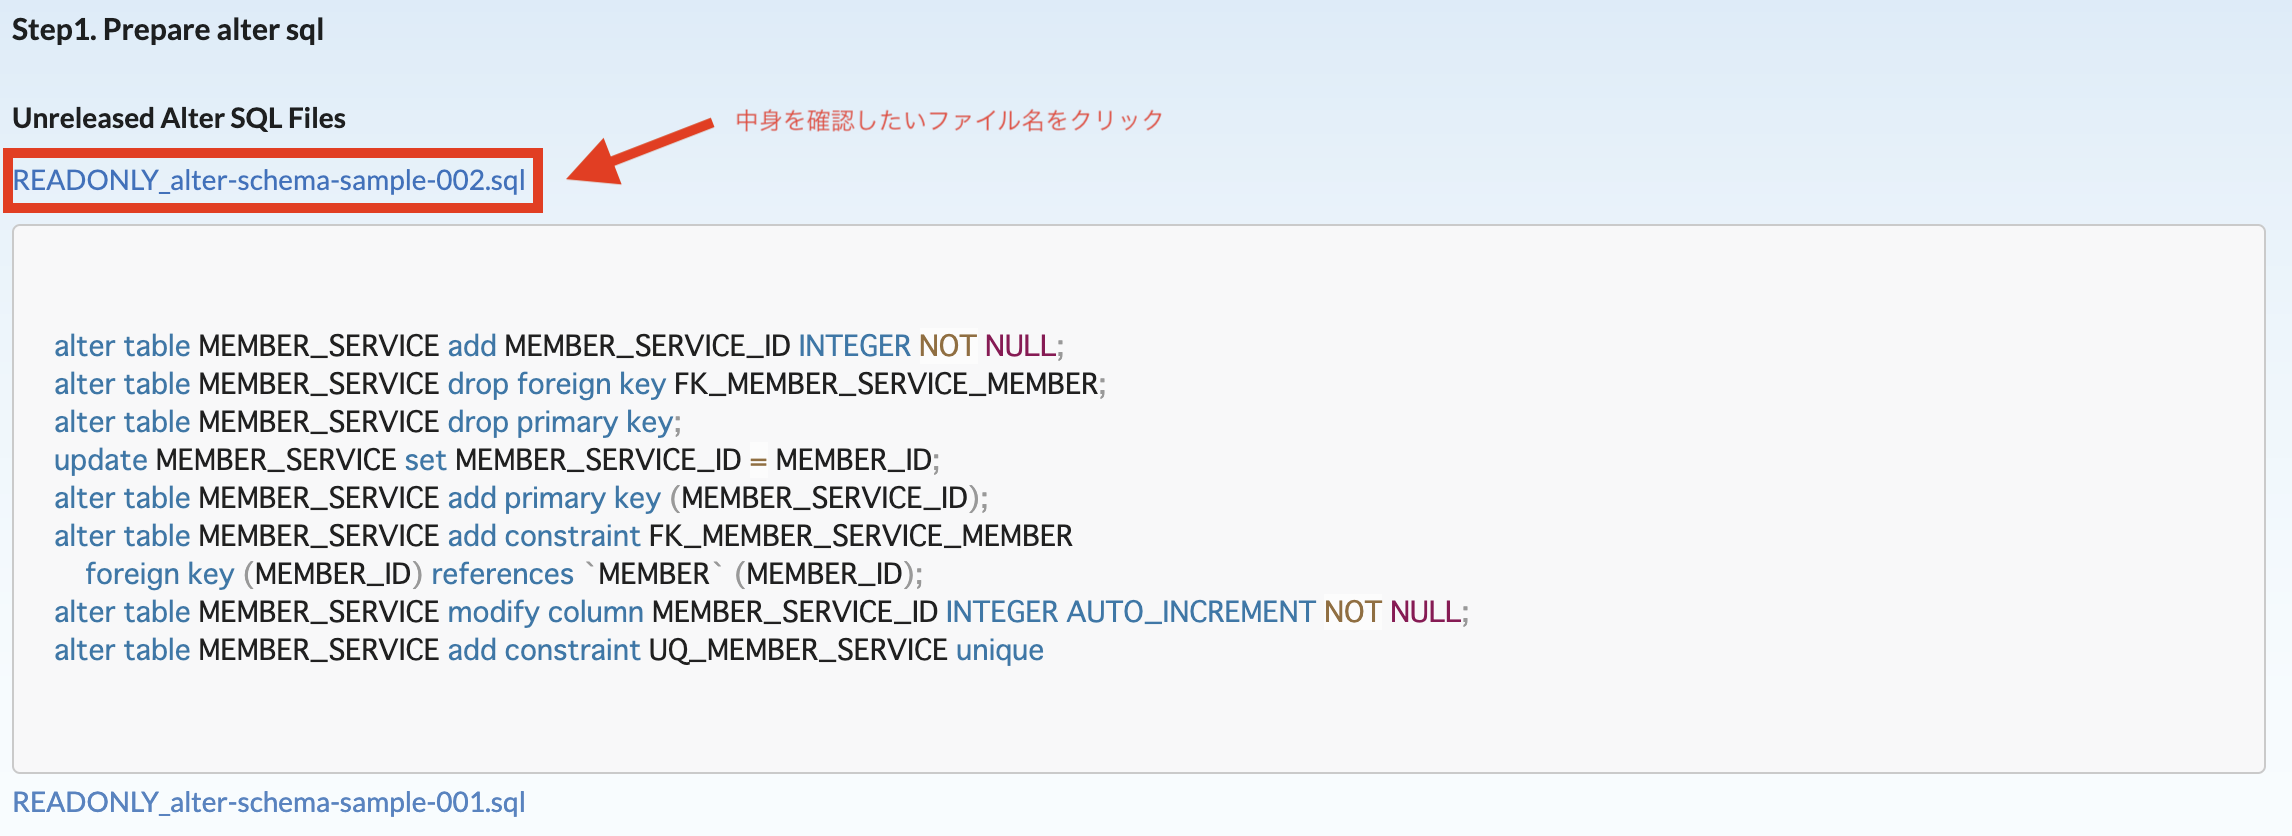 Step1. Prepare alter sql
Unreleased Alter SQL Files
中身を確認したいファイル名をクリック
READONLY_alter-schema-sample-002.sql
alter table MEMBER_SERVICE add MEMBER_SERVICE_ID INTEGER NOT NULL;
alter table MEMBER_SERVICE drop foreign key FK_MEMBER_SERVICE_MEMBER;
alter table MEMBER_SERVICE drop primary key;
update MEMBER_SERVICE set MEMBER_SERVICE_ID = MEMBER_ID;
alter table MEMBER_SERVICE add primary key (MEMBER_SERVICE_ID);
alter table MEMBER_SERVICE add constraint FK_MEMBER_SERVICE_MEMBER
    foreign key (MEMBER_ID) references `MEMBER` (MEMBER_ID);
alter table MEMBER_SERVICE modify column MEMBER_SERVICE_ID INTEGER AUTO_INCREMENT NOT NULL;
alter table MEMBER_SERVICE add constraint UQ_MEMBER_SERVICE unique
READONLY_alter-schema-sample-001.sql